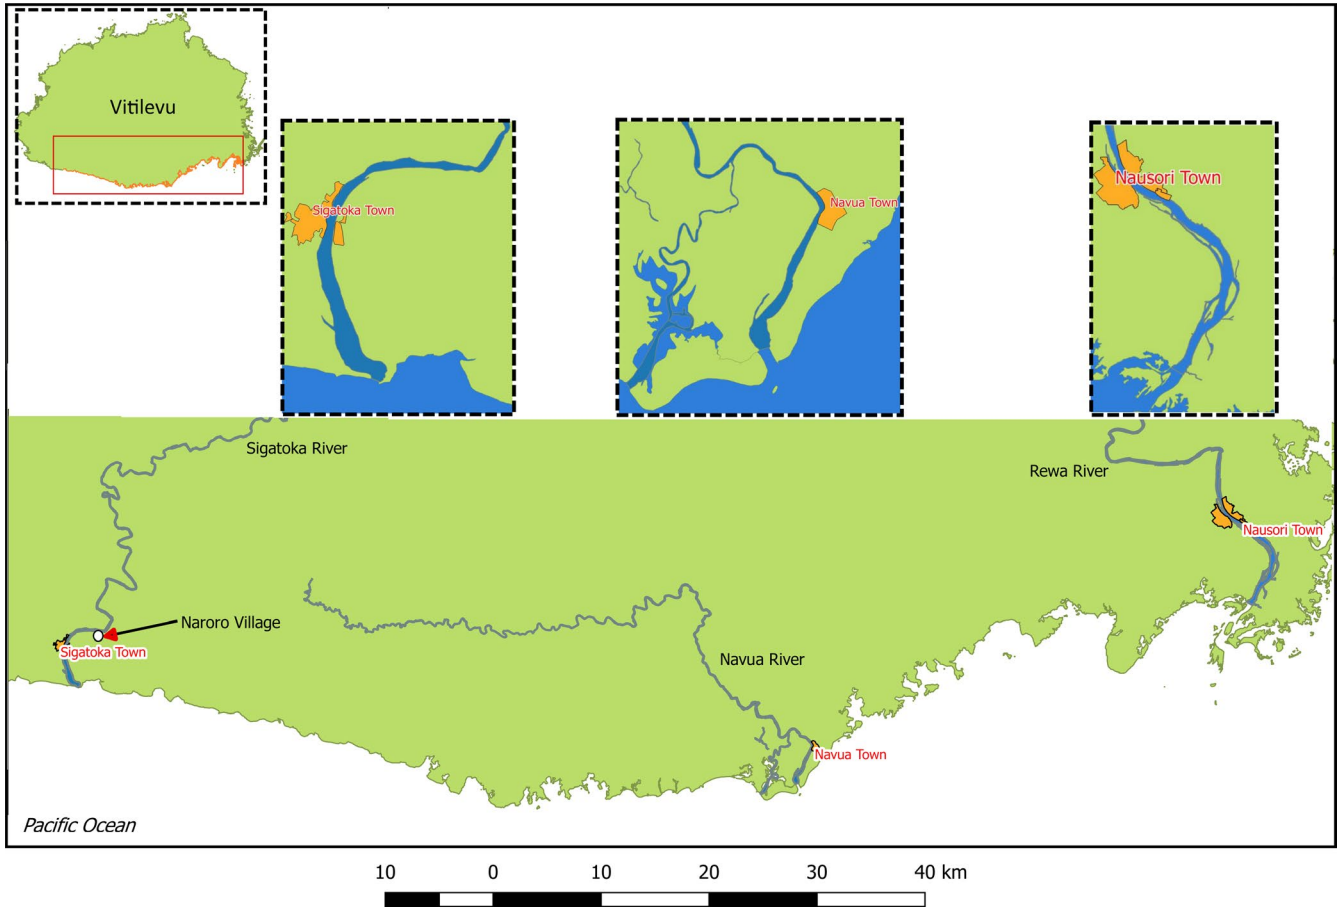 Vitilevu
Sigatoka Town
Navua Town
Nausori Town
Sigatoka River
Rewa River
Nausori Town
Naroro Village
Sigatoka Town
Navua River
Navua Town
Pacific Ocean
10 0 10 20 30 40 km